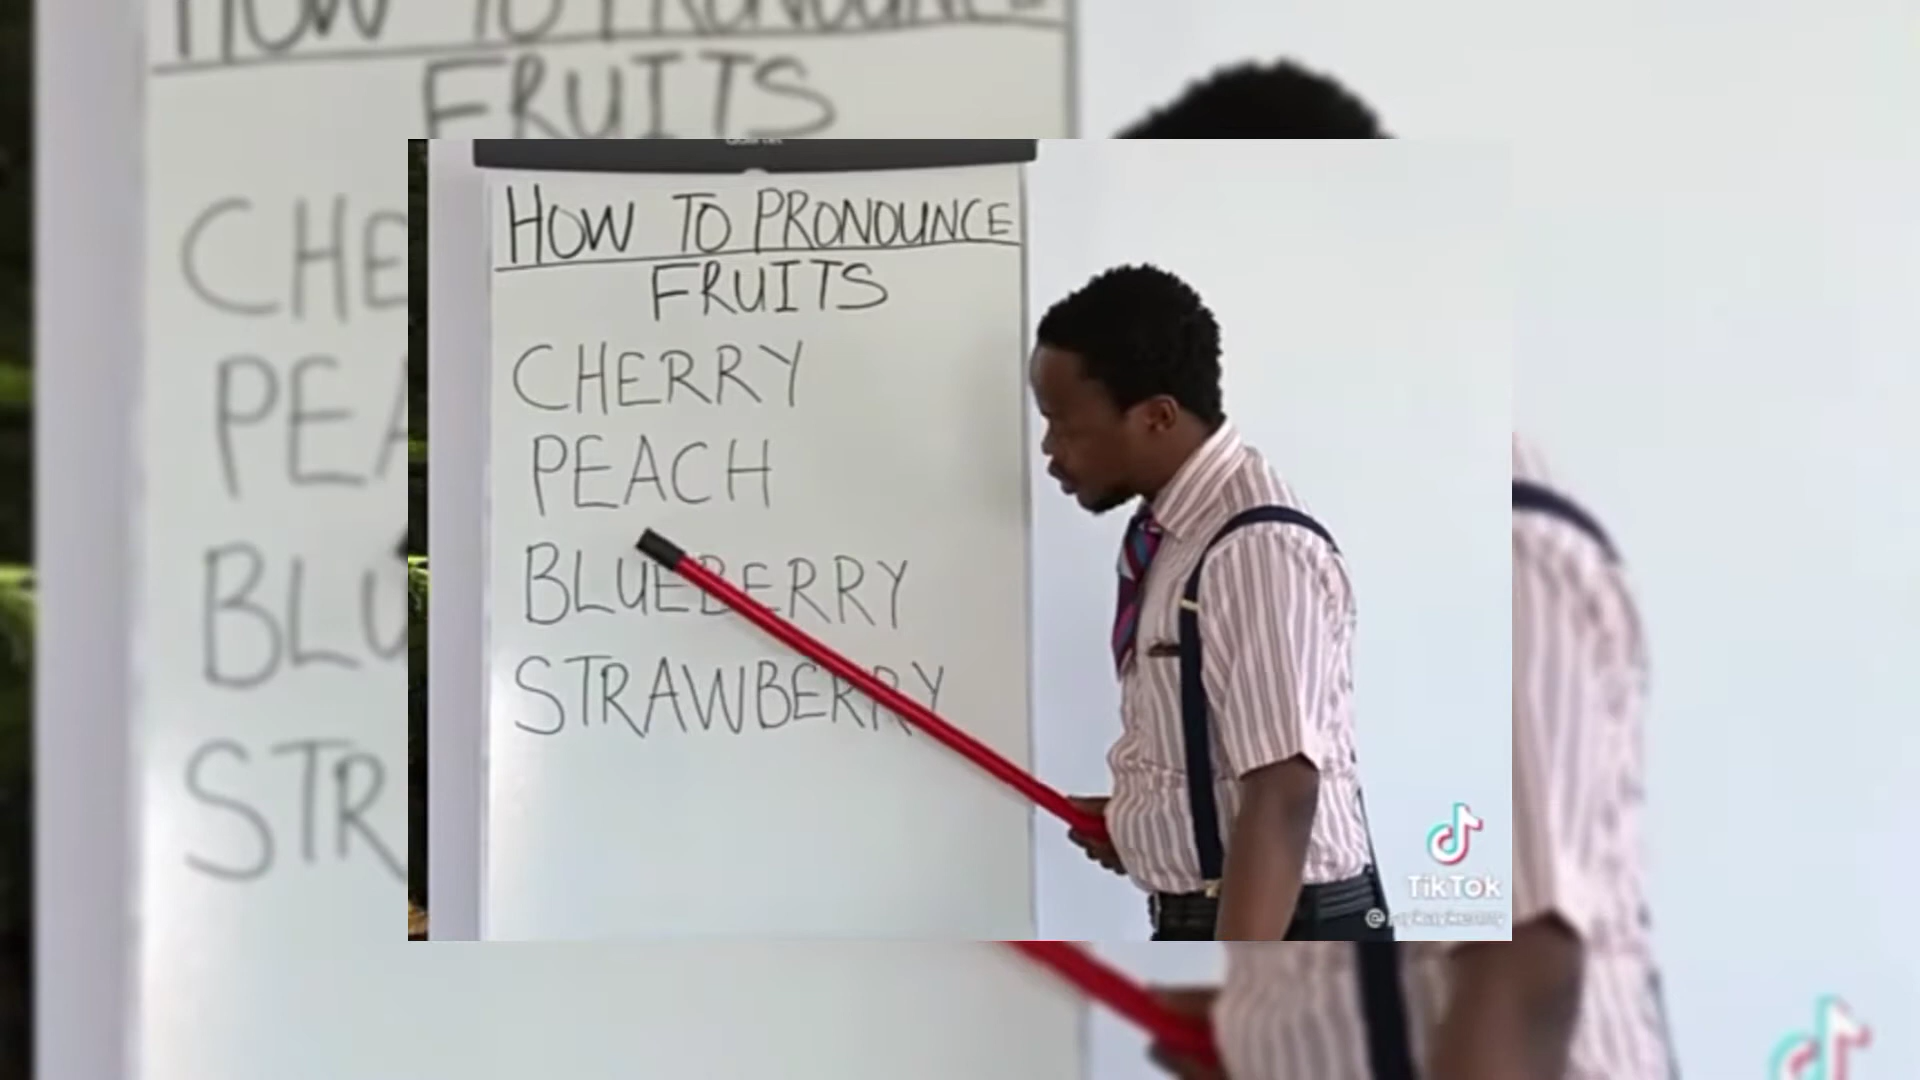 HOW TO PRONOUNCE
FRUITS
CHERRY
PEACH
BLUEBERRY
STRAWBERRY
TikTok